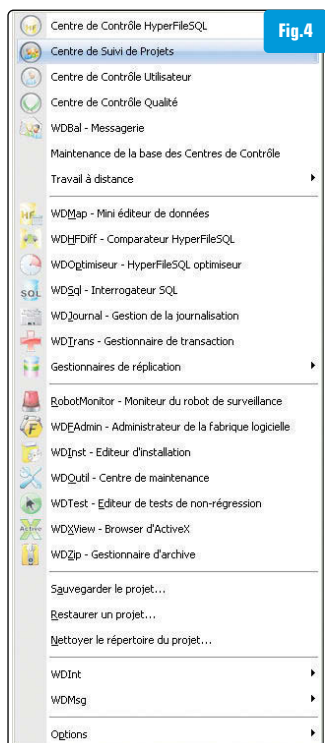 Fig.4
Centre de Contrôle HyperFileSQL
Centre de Suivi de Projets
Centre de Contrôle Utilisateur
Centre de Contrôle Qualité
WDBal - Messagerie
Maintenance de la base des Centres de Contrôle
Travail à distance
HF
WDMap - Mini éditeur de données
WDHFDiff - Comparateur HyperFileSQL
WDOptimiseur - HyperFileSQL optimiseur
SQL
WDSql - Interrogateur SQL
WDJournal - Gestion de la journalisation
WDTrans - Gestionnaire de transaction
Gestionnaires de réplication
RobotMonitor - Moniteur du robot de surveillance
WDFAdmin - Administrateur de la fabrique logicielle
WDInst - Editeur d'installation
WDOutil - Centre de maintenance
WDTest - Editeur de tests de non-régression
Active
WDXView - Browser d'ActiveX
WDZip - Gestionnaire d'archive
Sauvegarder le projet...
Restaurer un projet...
Nettoyer le répertoire du projet...
WDInt
WDMsg
Options